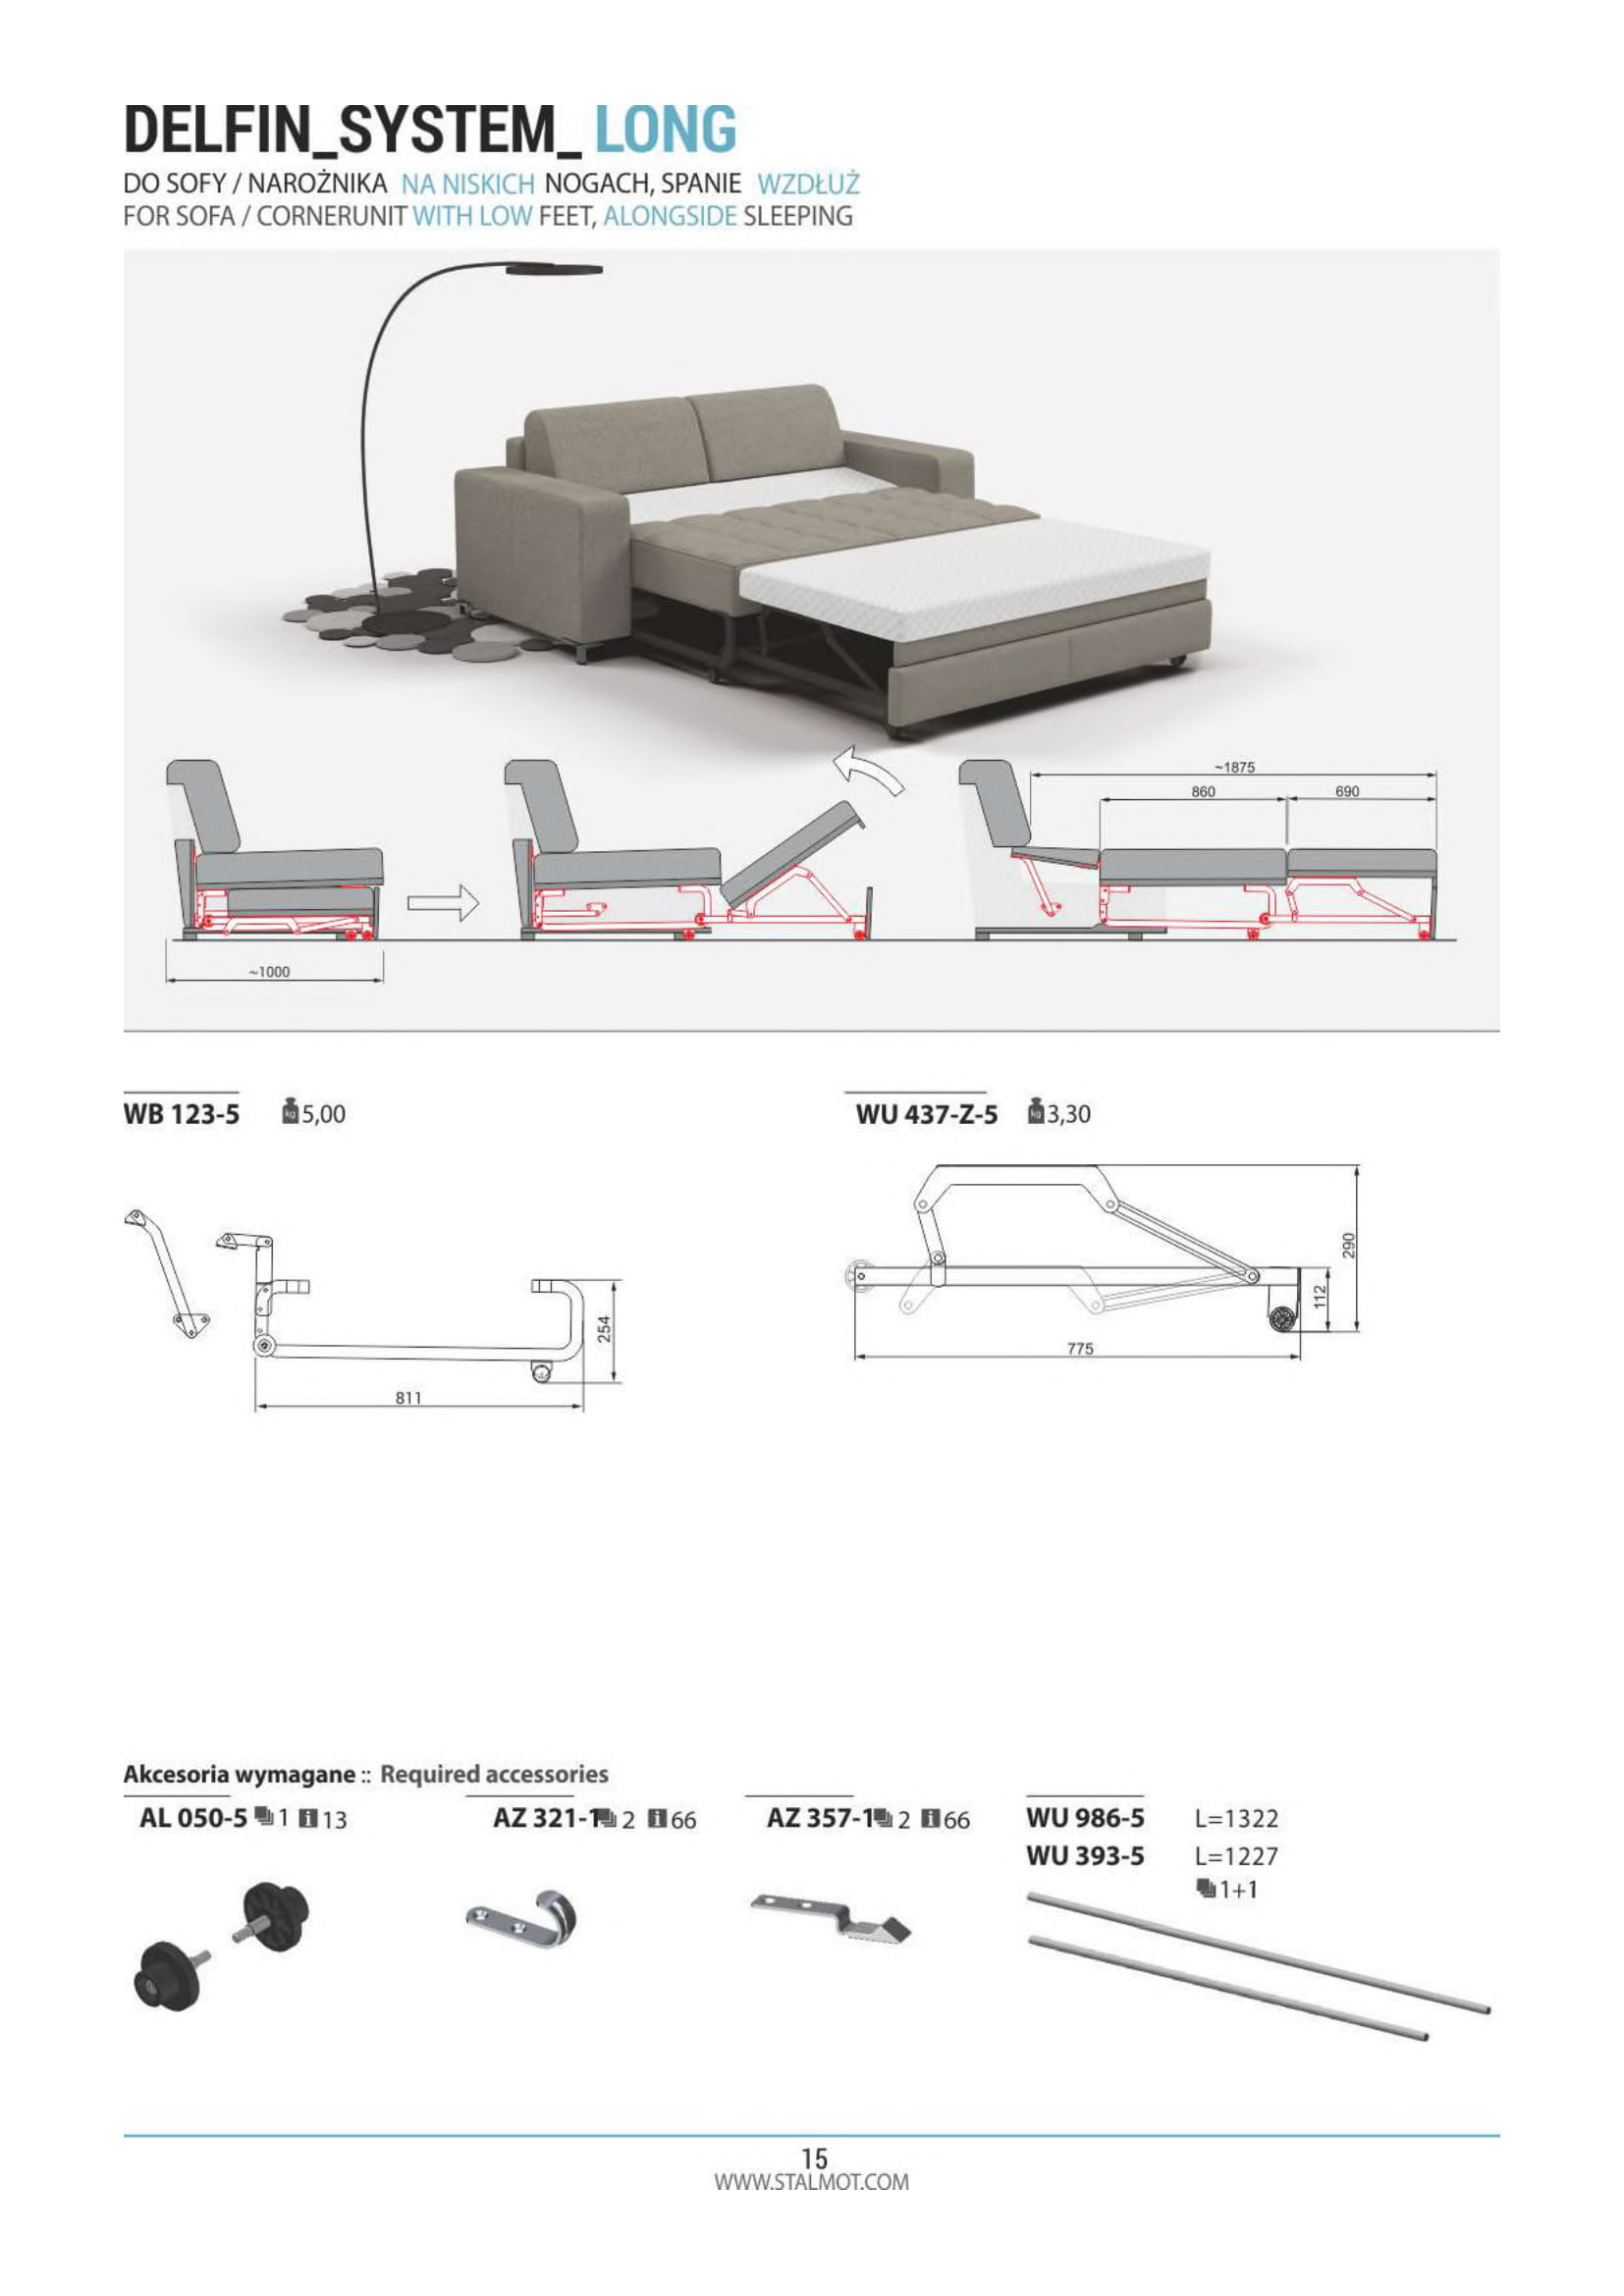 DELFIN_SYSTEM_ LONG
DO SOFY / NAROŻNIKA NA NISKICH NOGACH, SPANIE WZDŁUŻ
FOR SOFA / CORNERUNIT WITH LOW FEET, ALONGSIDE SLEEPING
~1875
860 690
~1000
WB 123-5 kg 5,00
WU 437-Z-5 kg 3,30
290
112
775
254
811
Akcesoria wymagane :: Required accessories
AL 050-5 1 i 13
AZ 321-1 2 i 66
AZ 357-1 2 i 66
WU 986-5 L=1322
WU 393-5 L=1227
1+1
15
WWW.STALMOT.COM